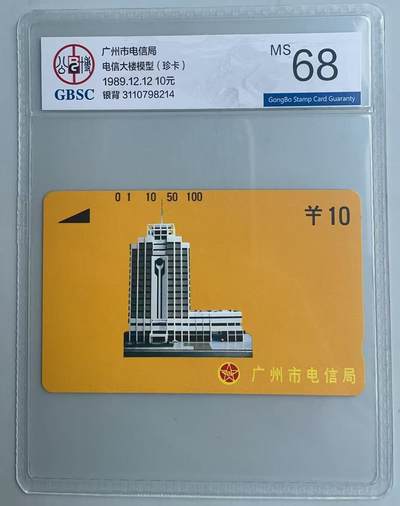 广州市电信局
电信大楼模型（珍卡）
1989.12.12 10元
银背 3110798214
GBSC
MS 68
GongBo Stamp Card Guaranty
0 1 10 50 100
¥10
广州市电信局